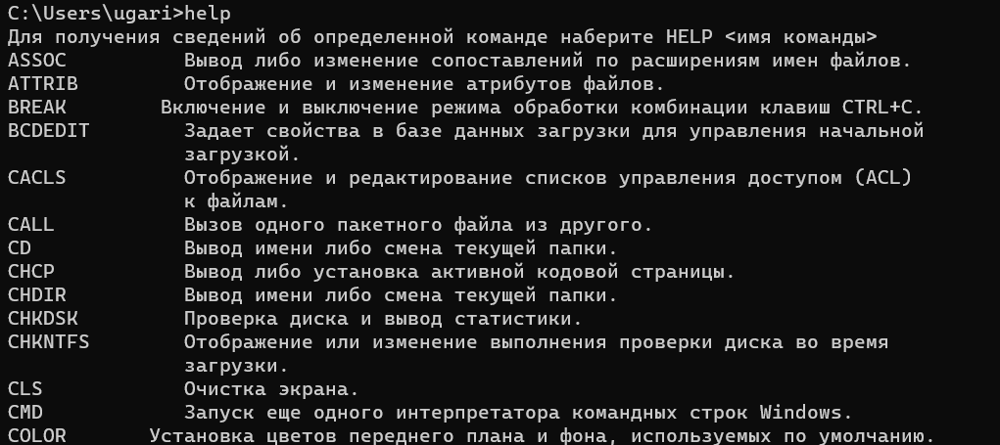 C:\Users\ugari>help
Для получения сведений об определенной команде наберите HELP <имя команды>
ASSOC          Вывод либо изменение сопоставлений по расширениям имен файлов.
ATTRIB         Отображение и изменение атрибутов файлов.
BREAK        Включение и выключение режима обработки комбинации клавиш CTRL+C.
BCDEDIT        Задает свойства в базе данных загрузки для управления начальной
               загрузкой.
CACLS          Отображение и редактирование списков управления доступом (ACL)
               к файлам.
CALL           Вызов одного пакетного файла из другого.
CD             Вывод имени либо смена текущей папки.
CHCP           Вывод либо установка активной кодовой страницы.
CHDIR          Вывод имени либо смена текущей папки.
CHKDSK         Проверка диска и вывод статистики.
CHKNTFS        Отображение или изменение выполнения проверки диска во время
               загрузки.
CLS            Очистка экрана.
CMD            Запуск еще одного интерпретатора командных строк Windows.
COLOR       Установка цветов переднего плана и фона, используемых по умолчанию.